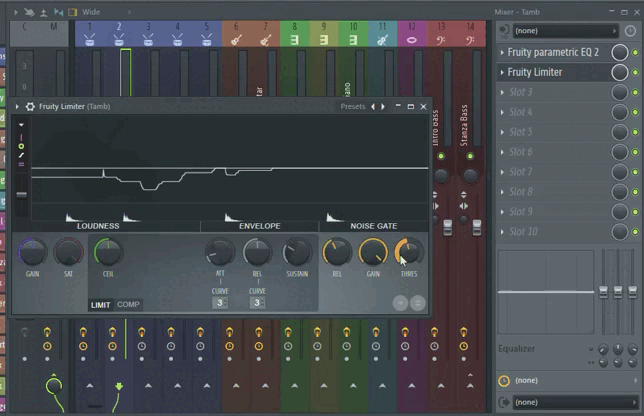 Wide
Mixer - Tamb
C
M
1
2
3
4
5
6
7
8
9
10
11
12
13
14
(none)
Fruity parametric EQ 2
Fruity Limiter
Slot 3
Slot 4
Slot 5
Slot 6
Slot 7
Slot 8
Slot 9
Slot 10
Fruity Limiter (Tamb)
Presets
Intro Bass
Stanza Bass
LOUDNESS
ENVELOPE
NOISE GATE
GAIN
SAT
CEIL
ATT
REL
SUSTAIN
REL
GAIN
THRES
CURVE
CURVE
3
3
LIMIT
COMP
Equalizer
(none)
(none)